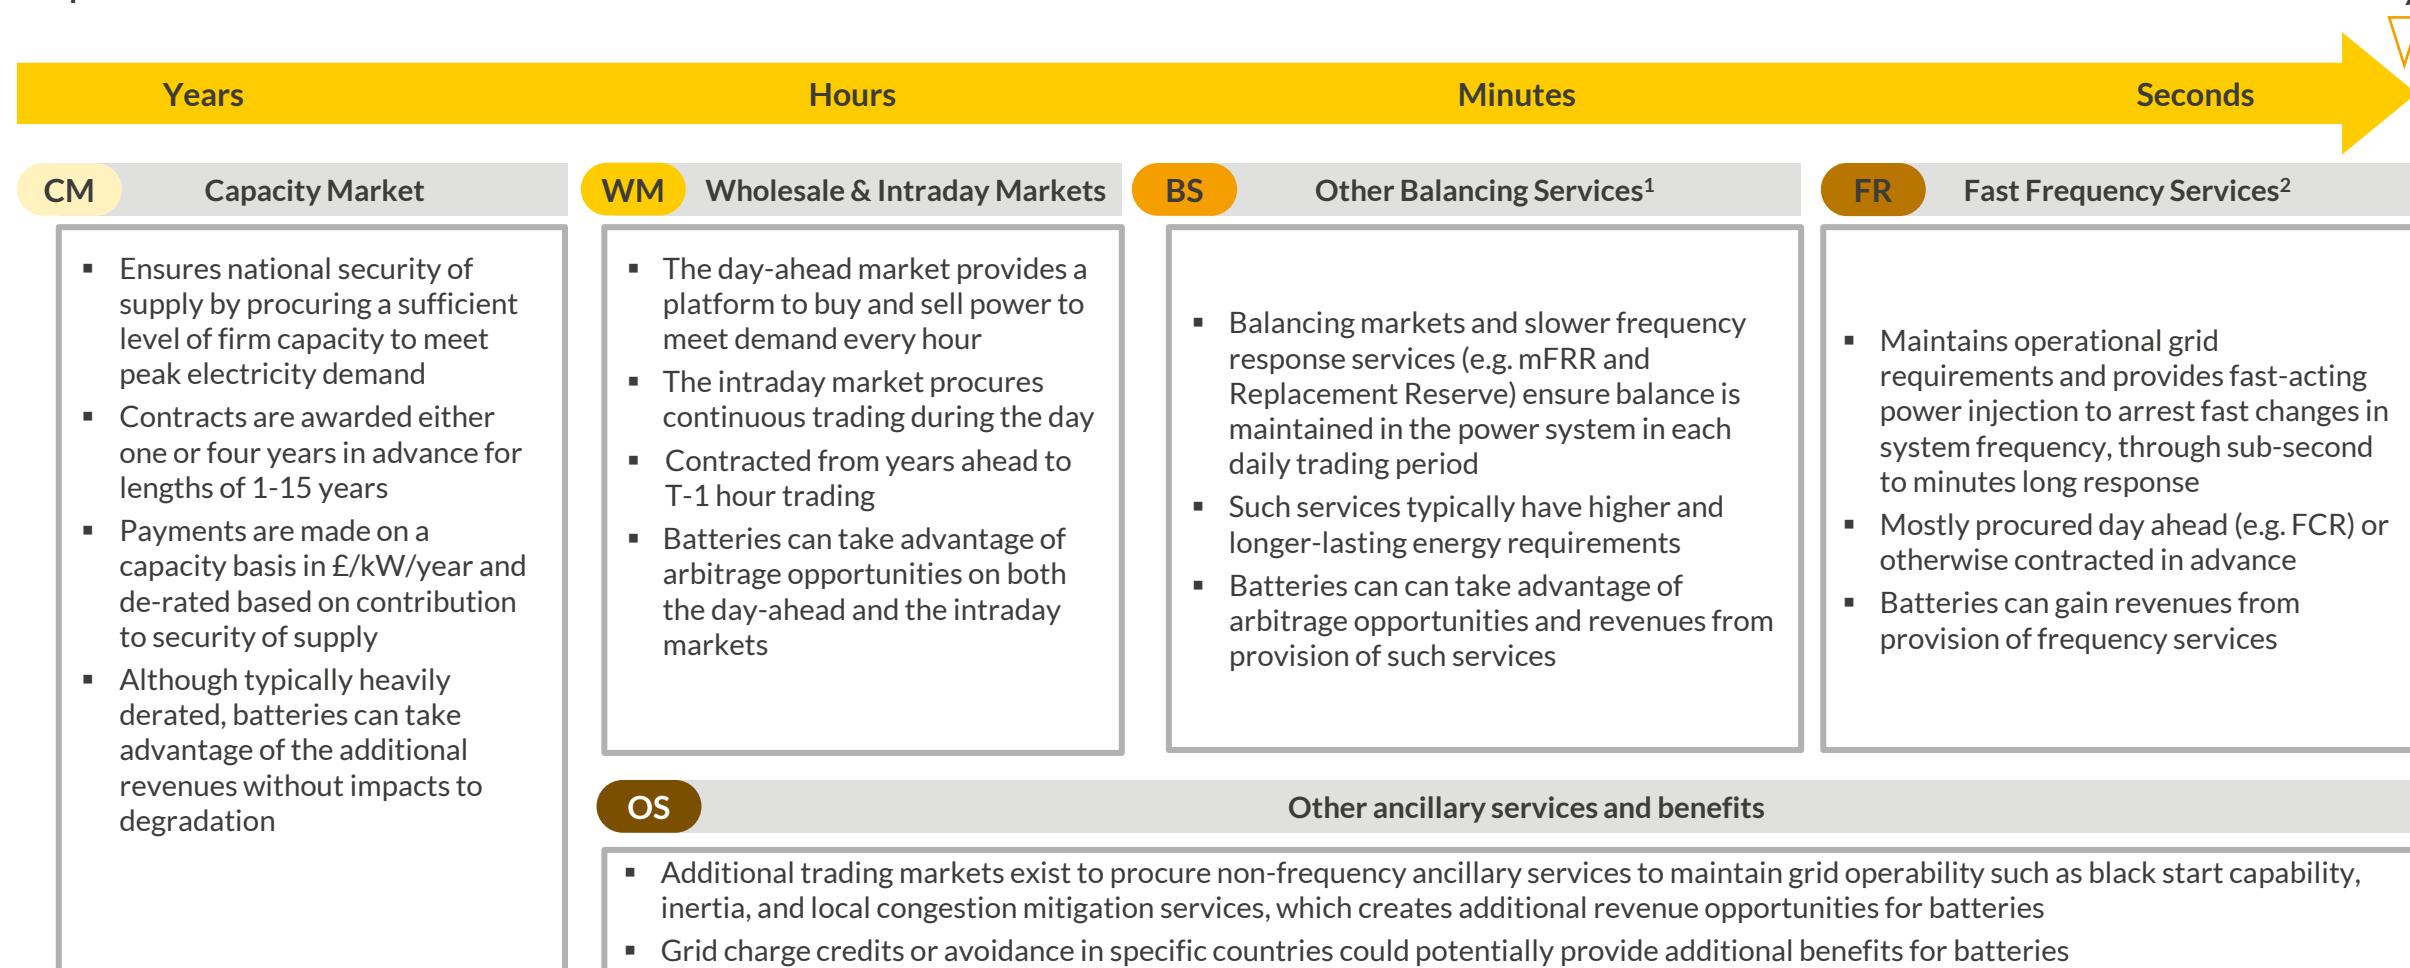 Years
Hours
Minutes
Seconds
CM
Capacity Market
▪ Ensures national security of
supply by procuring a sufficient
level of firm capacity to meet
peak electricity demand
▪ Contracts are awarded either
one or four years in advance for
lengths of 1-15 years
▪ Payments are made on a
capacity basis in £/kW/year and
de-rated based on contribution
to security of supply
▪ Although typically heavily
derated, batteries can take
advantage of the additional
revenues without impacts to
degradation
WM
Wholesale & Intraday Markets
▪ The day-ahead market provides a
platform to buy and sell power to
meet demand every hour
▪ The intraday market procures
continuous trading during the day
▪ Contracted from years ahead to
T-1 hour trading
▪ Batteries can take advantage of
arbitrage opportunities on both
the day-ahead and the intraday
markets
BS
Other Balancing Services¹
▪ Balancing markets and slower frequency
response services (e.g. mFRR and
Replacement Reserve) ensure balance is
maintained in the power system in each
daily trading period
▪ Such services typically have higher and
longer-lasting energy requirements
▪ Batteries can can take advantage of
arbitrage opportunities and revenues from
provision of such services
FR
Fast Frequency Services²
▪ Maintains operational grid
requirements and provides fast-acting
power injection to arrest fast changes in
system frequency, through sub-second
to minutes long response
▪ Mostly procured day ahead (e.g. FCR) or
otherwise contracted in advance
▪ Batteries can gain revenues from
provision of frequency services
OS
Other ancillary services and benefits
▪ Additional trading markets exist to procure non-frequency ancillary services to maintain grid operability such as black start capability,
inertia, and local congestion mitigation services, which creates additional revenue opportunities for batteries
▪ Grid charge credits or avoidance in specific countries could potentially provide additional benefits for batteries